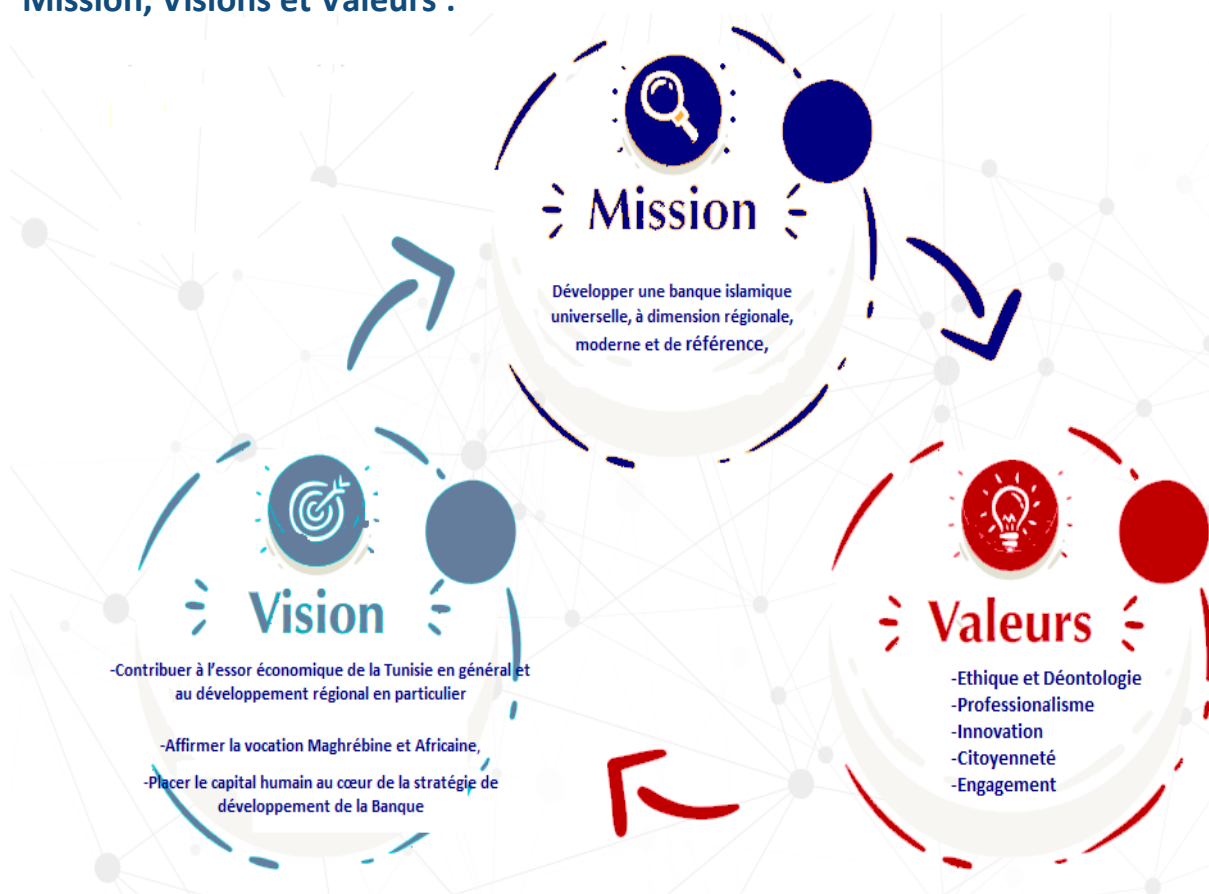 Mission, Visions et Valeurs :
Mission
Développer une banque islamique
universelle, à dimension régionale,
moderne et de référence,
Vision
-Contribuer à l’essor économique de la Tunisie en général et
au développement régional en particulier
-Affirmer la vocation Maghrébine et Africaine,
-Placer le capital humain au cœur de la stratégie de
développement de la Banque
Valeurs
-Ethique et Déontologie
-Professionalisme
-Innovation
-Citoyenneté
-Engagement